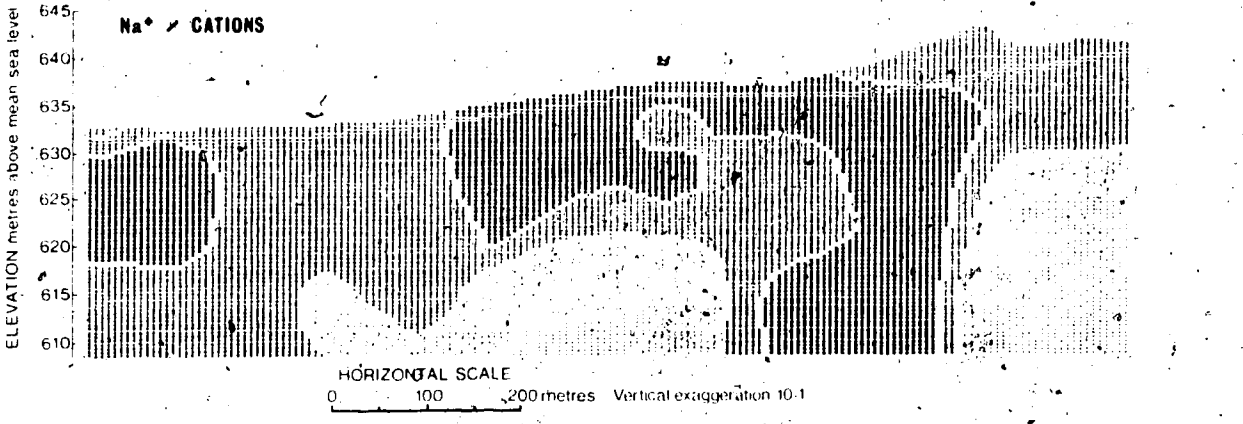 Na⁺ / CATIONS
ELEVATION metres above mean sea level
645
640
635
630
625
620
615
610
HORIZONTAL SCALE
0 100 200 metres Vertical exaggeration 10:1